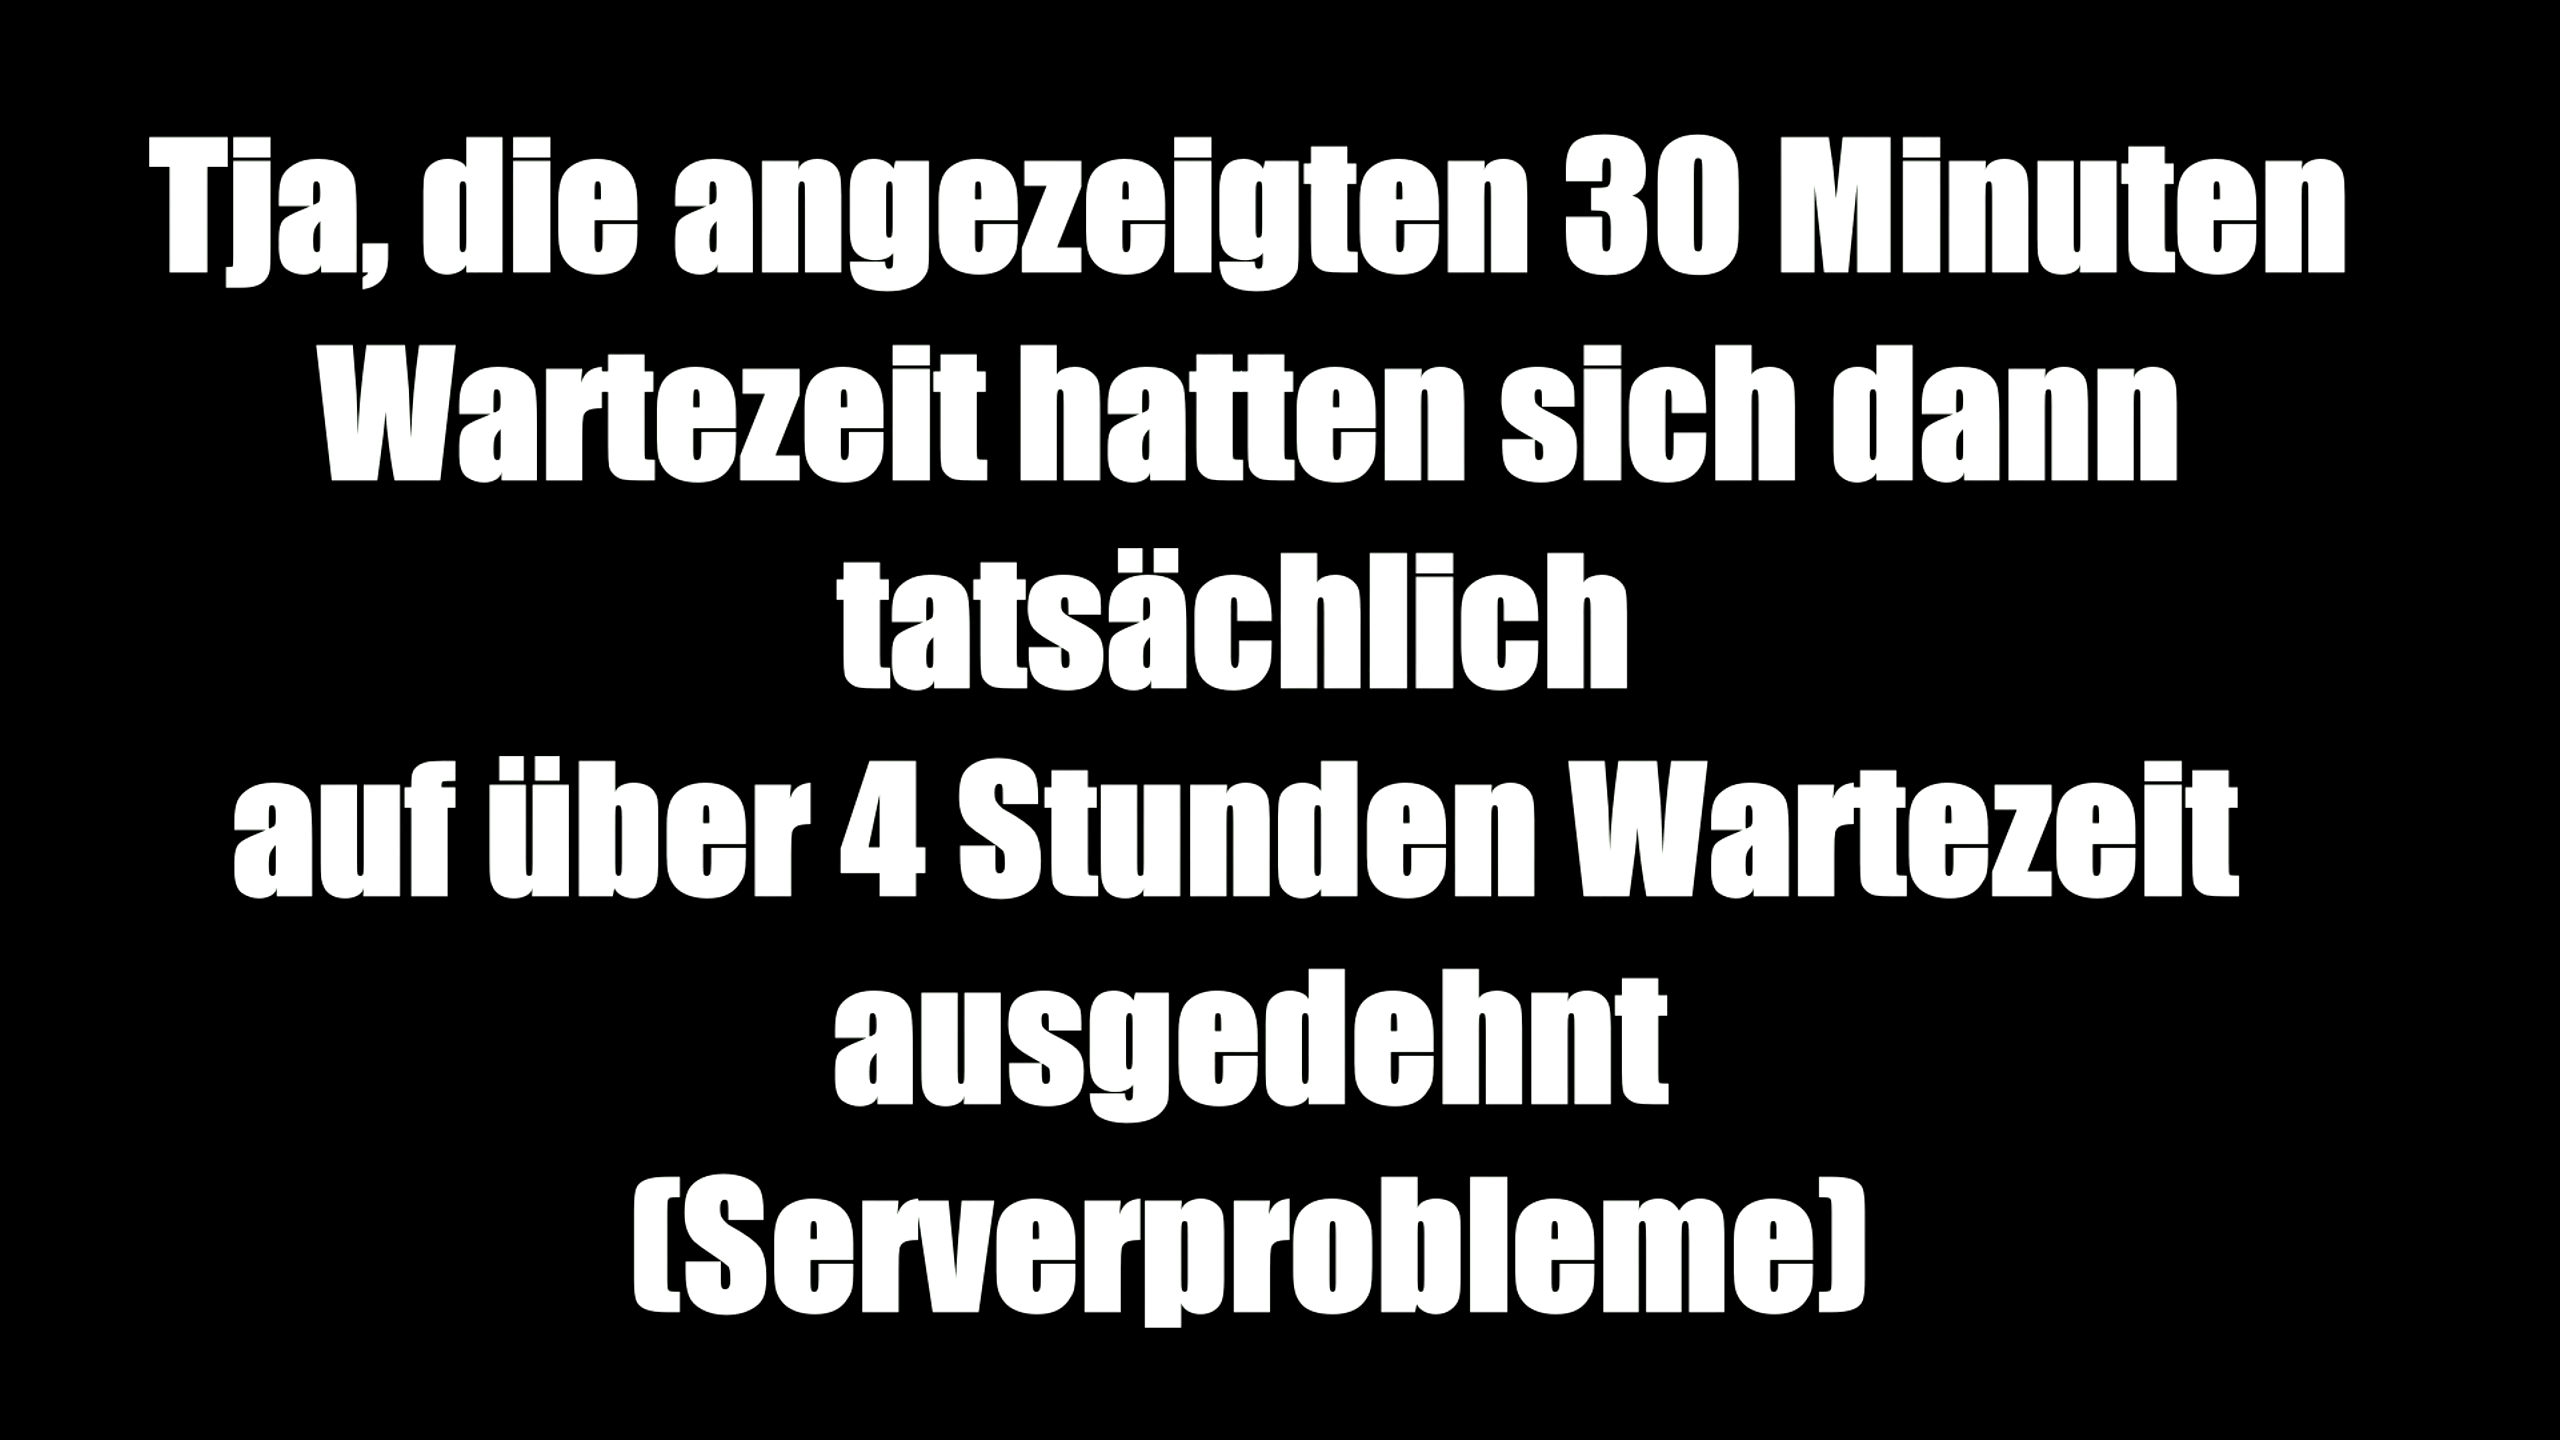 Tja, die angezeigten 30 Minuten
Wartezeit hatten sich dann
tatsächlich
auf über 4 Stunden Wartezeit
ausgedehnt
(Serverprobleme)